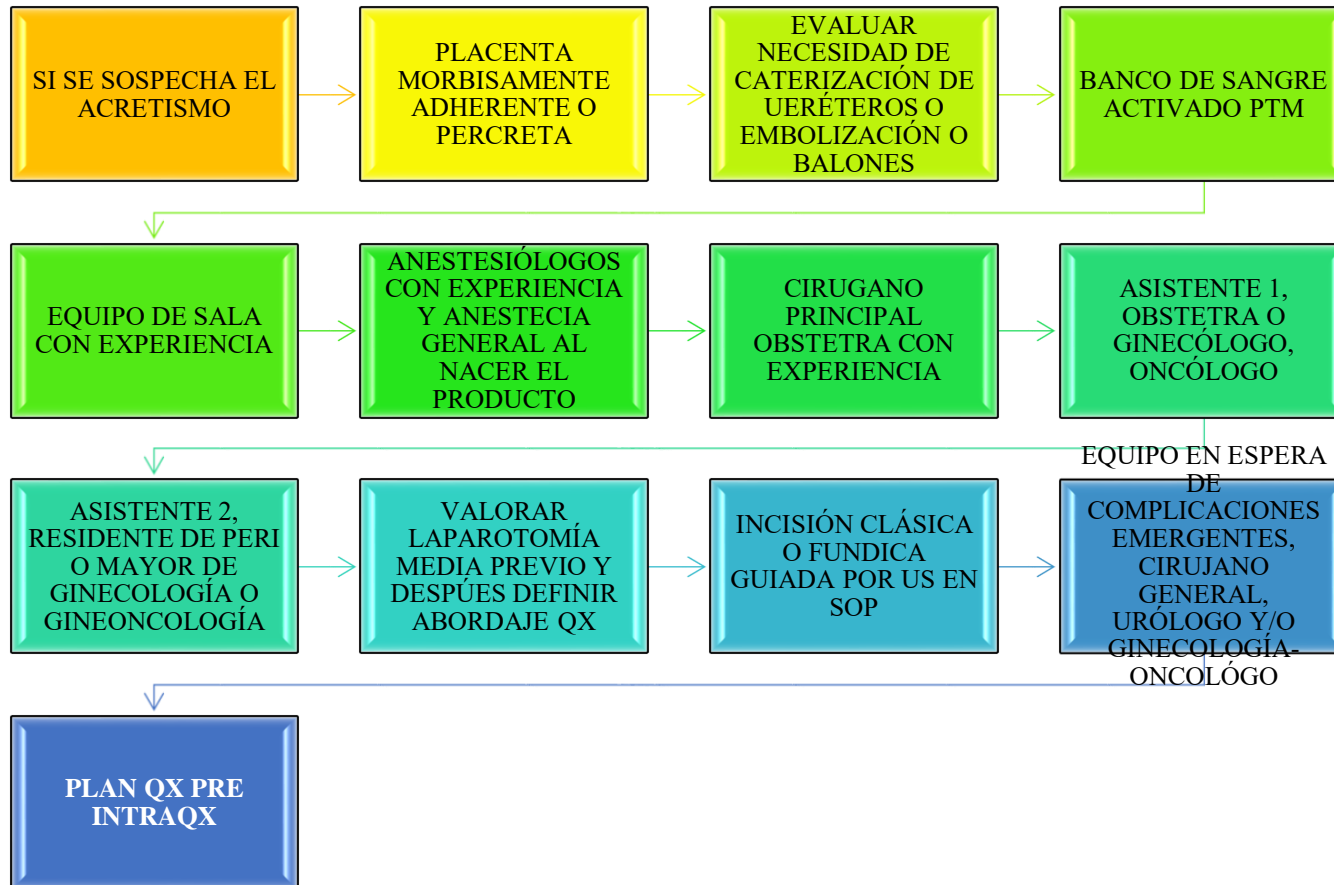 SI SE SOSPECHA EL
ACRETISMO
PLACENTA
MORBISAMENTE
ADHERENTE O
PERCRETA
EVALUAR
NECESIDAD DE
CATERIZACIÓN DE
UERÉTEROS O
EMBOLIZACIÓN O
BALONES
BANCO DE SANGRE
ACTIVADO PTM
EQUIPO DE SALA
CON EXPERIENCIA
ANESTESIÓLOGOS
CON EXPERIENCIA
Y ANESTECIA
GENERAL AL
NACER EL
PRODUCTO
CIRUGANO
PRINCIPAL
OBSTETRA CON
EXPERIENCIA
ASISTENTE 1,
OBSTETRA O
GINECÓLOGO,
ONCÓLOGO
ASISTENTE 2,
RESIDENTE DE PERI
O MAYOR DE
GINECOLOGÍA O
GINEONCOLOGÍA
VALORAR
LAPAROTOMÍA
MEDIA PREVIO Y
DESPÚES DEFINIR
ABORDAJE QX
INCISIÓN CLÁSICA
O FUNDICA
GUIADA POR US EN
SOP
EQUIPO EN ESPERA
DE
COMPLICACIONES
EMERGENTES,
CIRUJANO
GENERAL,
URÓLOGO Y/O
GINECOLOGÍA-
ONCOLÓGO
PLAN QX PRE
INTRAQX